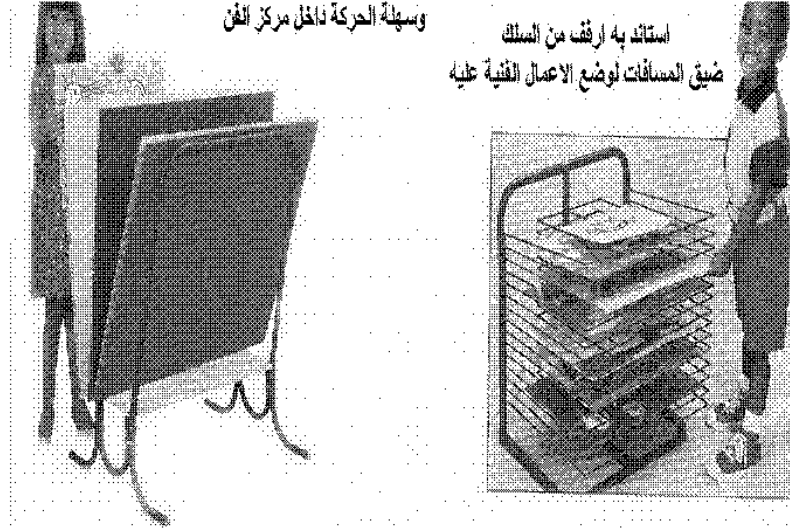 استاند به ارفف من السلك
ضيق المسافات لوضع الاعمال الفنية عليه
وسهلة الحركة داخل مركز الفن